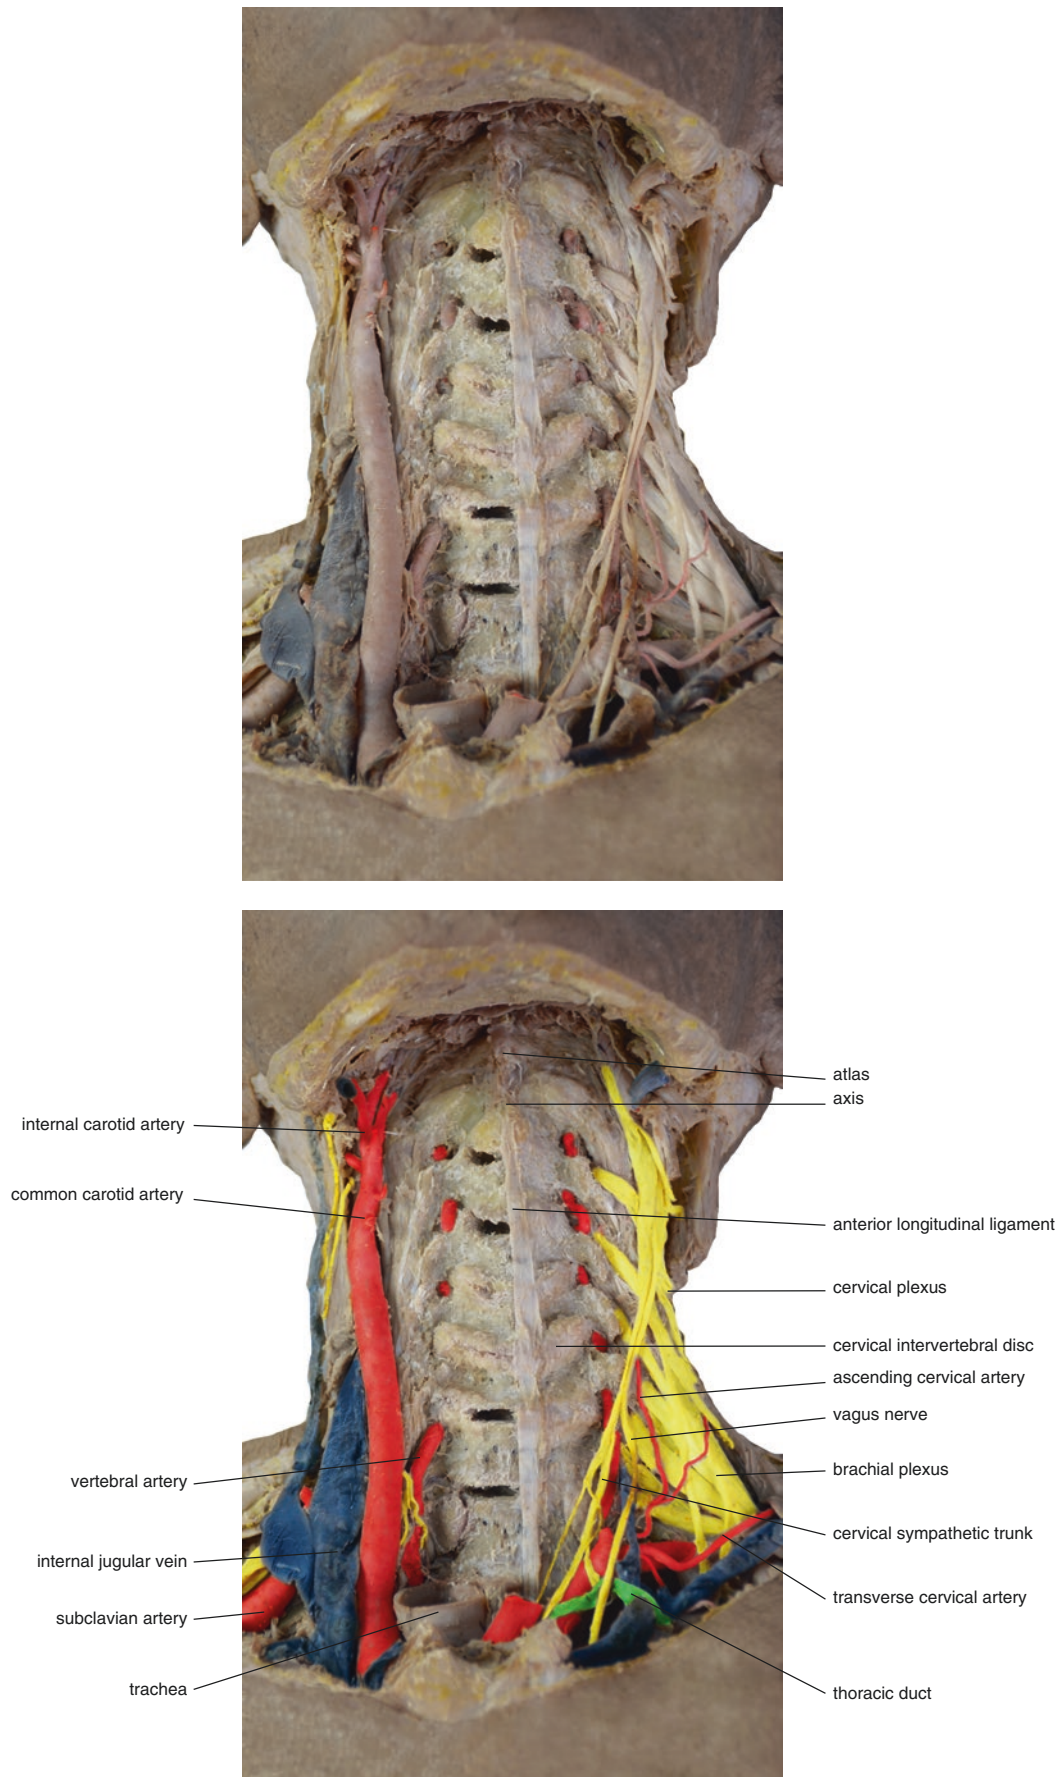 atlas
axis
internal carotid artery
common carotid artery
anterior longitudinal ligament
cervical plexus
cervical intervertebral disc
ascending cervical artery
vagus nerve
brachial plexus
vertebral artery
cervical sympathetic trunk
internal jugular vein
transverse cervical artery
subclavian artery
trachea
thoracic duct